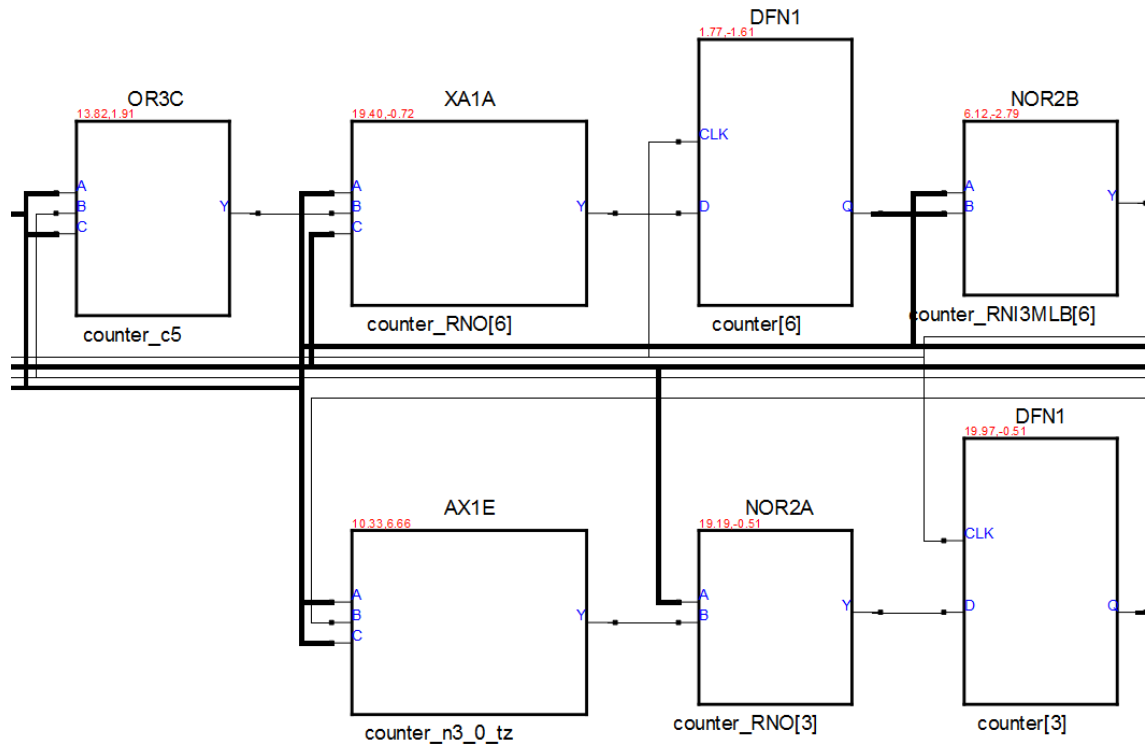 DFN1
1.77,-1.61
CLK
D
Q
counter[6]
OR3C
13.82,1.91
A
B
C
Y
counter_c5
XA1A
19.40,-0.72
A
B
C
Y
counter_RNO[6]
NOR2B
6.12,-2.79
A
B
Y
counter_RNI3MLB[6]
AX1E
10.33,6.66
A
B
C
Y
counter_n3_0_tz
NOR2A
19.19,-0.51
A
B
Y
counter_RNO[3]
DFN1
19.97,-0.51
CLK
D
Q
counter[3]